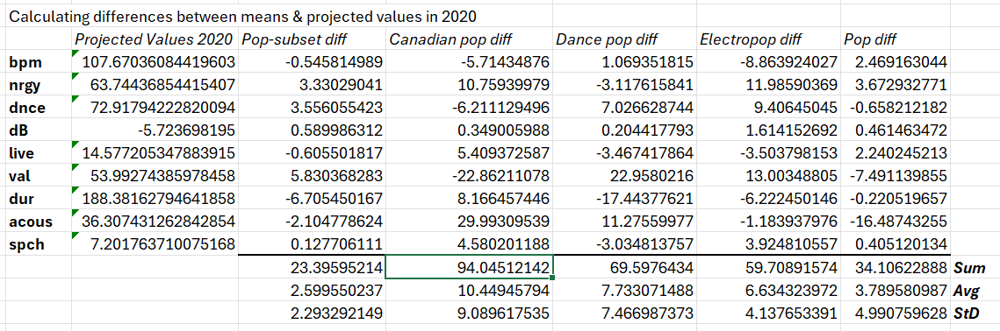 Calculating differences between means & projected values in 2020
Projected Values 2020 Pop-subset diff Canadian pop diff Dance pop diff Electropop diff Pop diff
bpm 107.67036084419603 -0.545814989 -5.71434876 1.069351815 -8.863924027 2.469163044
nrgy 63.74436854415407 3.33029041 10.75939979 -3.117615841 11.98590369 3.672932771
dnce 72.91794222820094 3.556055423 -6.211129496 7.026628744 9.40645045 -0.658212182
dB -5.723698195 0.589986312 0.349005988 0.204417793 1.614152692 0.461463472
live 14.577205347883915 -0.605501817 5.409372587 -3.467417864 -3.503798153 2.240245213
val 53.99274385978458 5.830368283 -22.86211078 22.9580216 13.00348805 -7.491139855
dur 188.38162794641858 -6.705450167 8.166457446 -17.44377621 -6.222450146 -0.220519657
acous 36.307431262842854 -2.104778624 29.99309539 11.27559977 -1.183937976 -16.48743255
spch 7.201763710075168 0.127706111 4.580201188 -3.034813757 3.924810557 0.405120134
23.39595214 94.04512142 69.5976434 59.70891574 34.10622888 Sum
2.599550237 10.44945794 7.733071488 6.634323972 3.789580987 Avg
2.293292149 9.089617535 7.466987373 4.137653391 4.990759628 StD